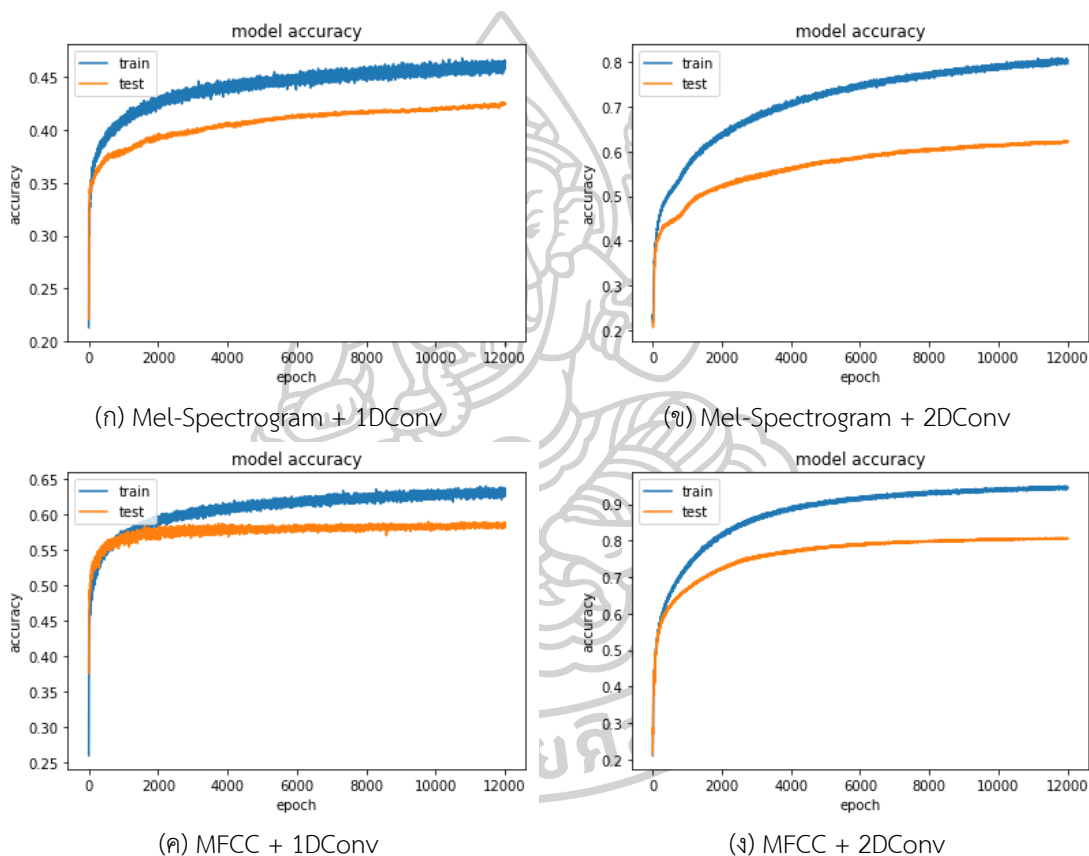 model accuracy
train
test
accuracy
0.45
0.40
0.35
0.30
0.25
0.20
0 2000 4000 6000 8000 10000 12000
epoch
(ก) Mel-Spectrogram + 1DConv
model accuracy
train
test
accuracy
0.8
0.7
0.6
0.5
0.4
0.3
0.2
0 2000 4000 6000 8000 10000 12000
epoch
(ข) Mel-Spectrogram + 2DConv
model accuracy
train
test
accuracy
0.65
0.60
0.55
0.50
0.45
0.40
0.35
0.30
0.25
0 2000 4000 6000 8000 10000 12000
epoch
(ค) MFCC + 1DConv
model accuracy
train
test
accuracy
0.9
0.8
0.7
0.6
0.5
0.4
0.3
0.2
0 2000 4000 6000 8000 10000 12000
epoch
(ง) MFCC + 2DConv